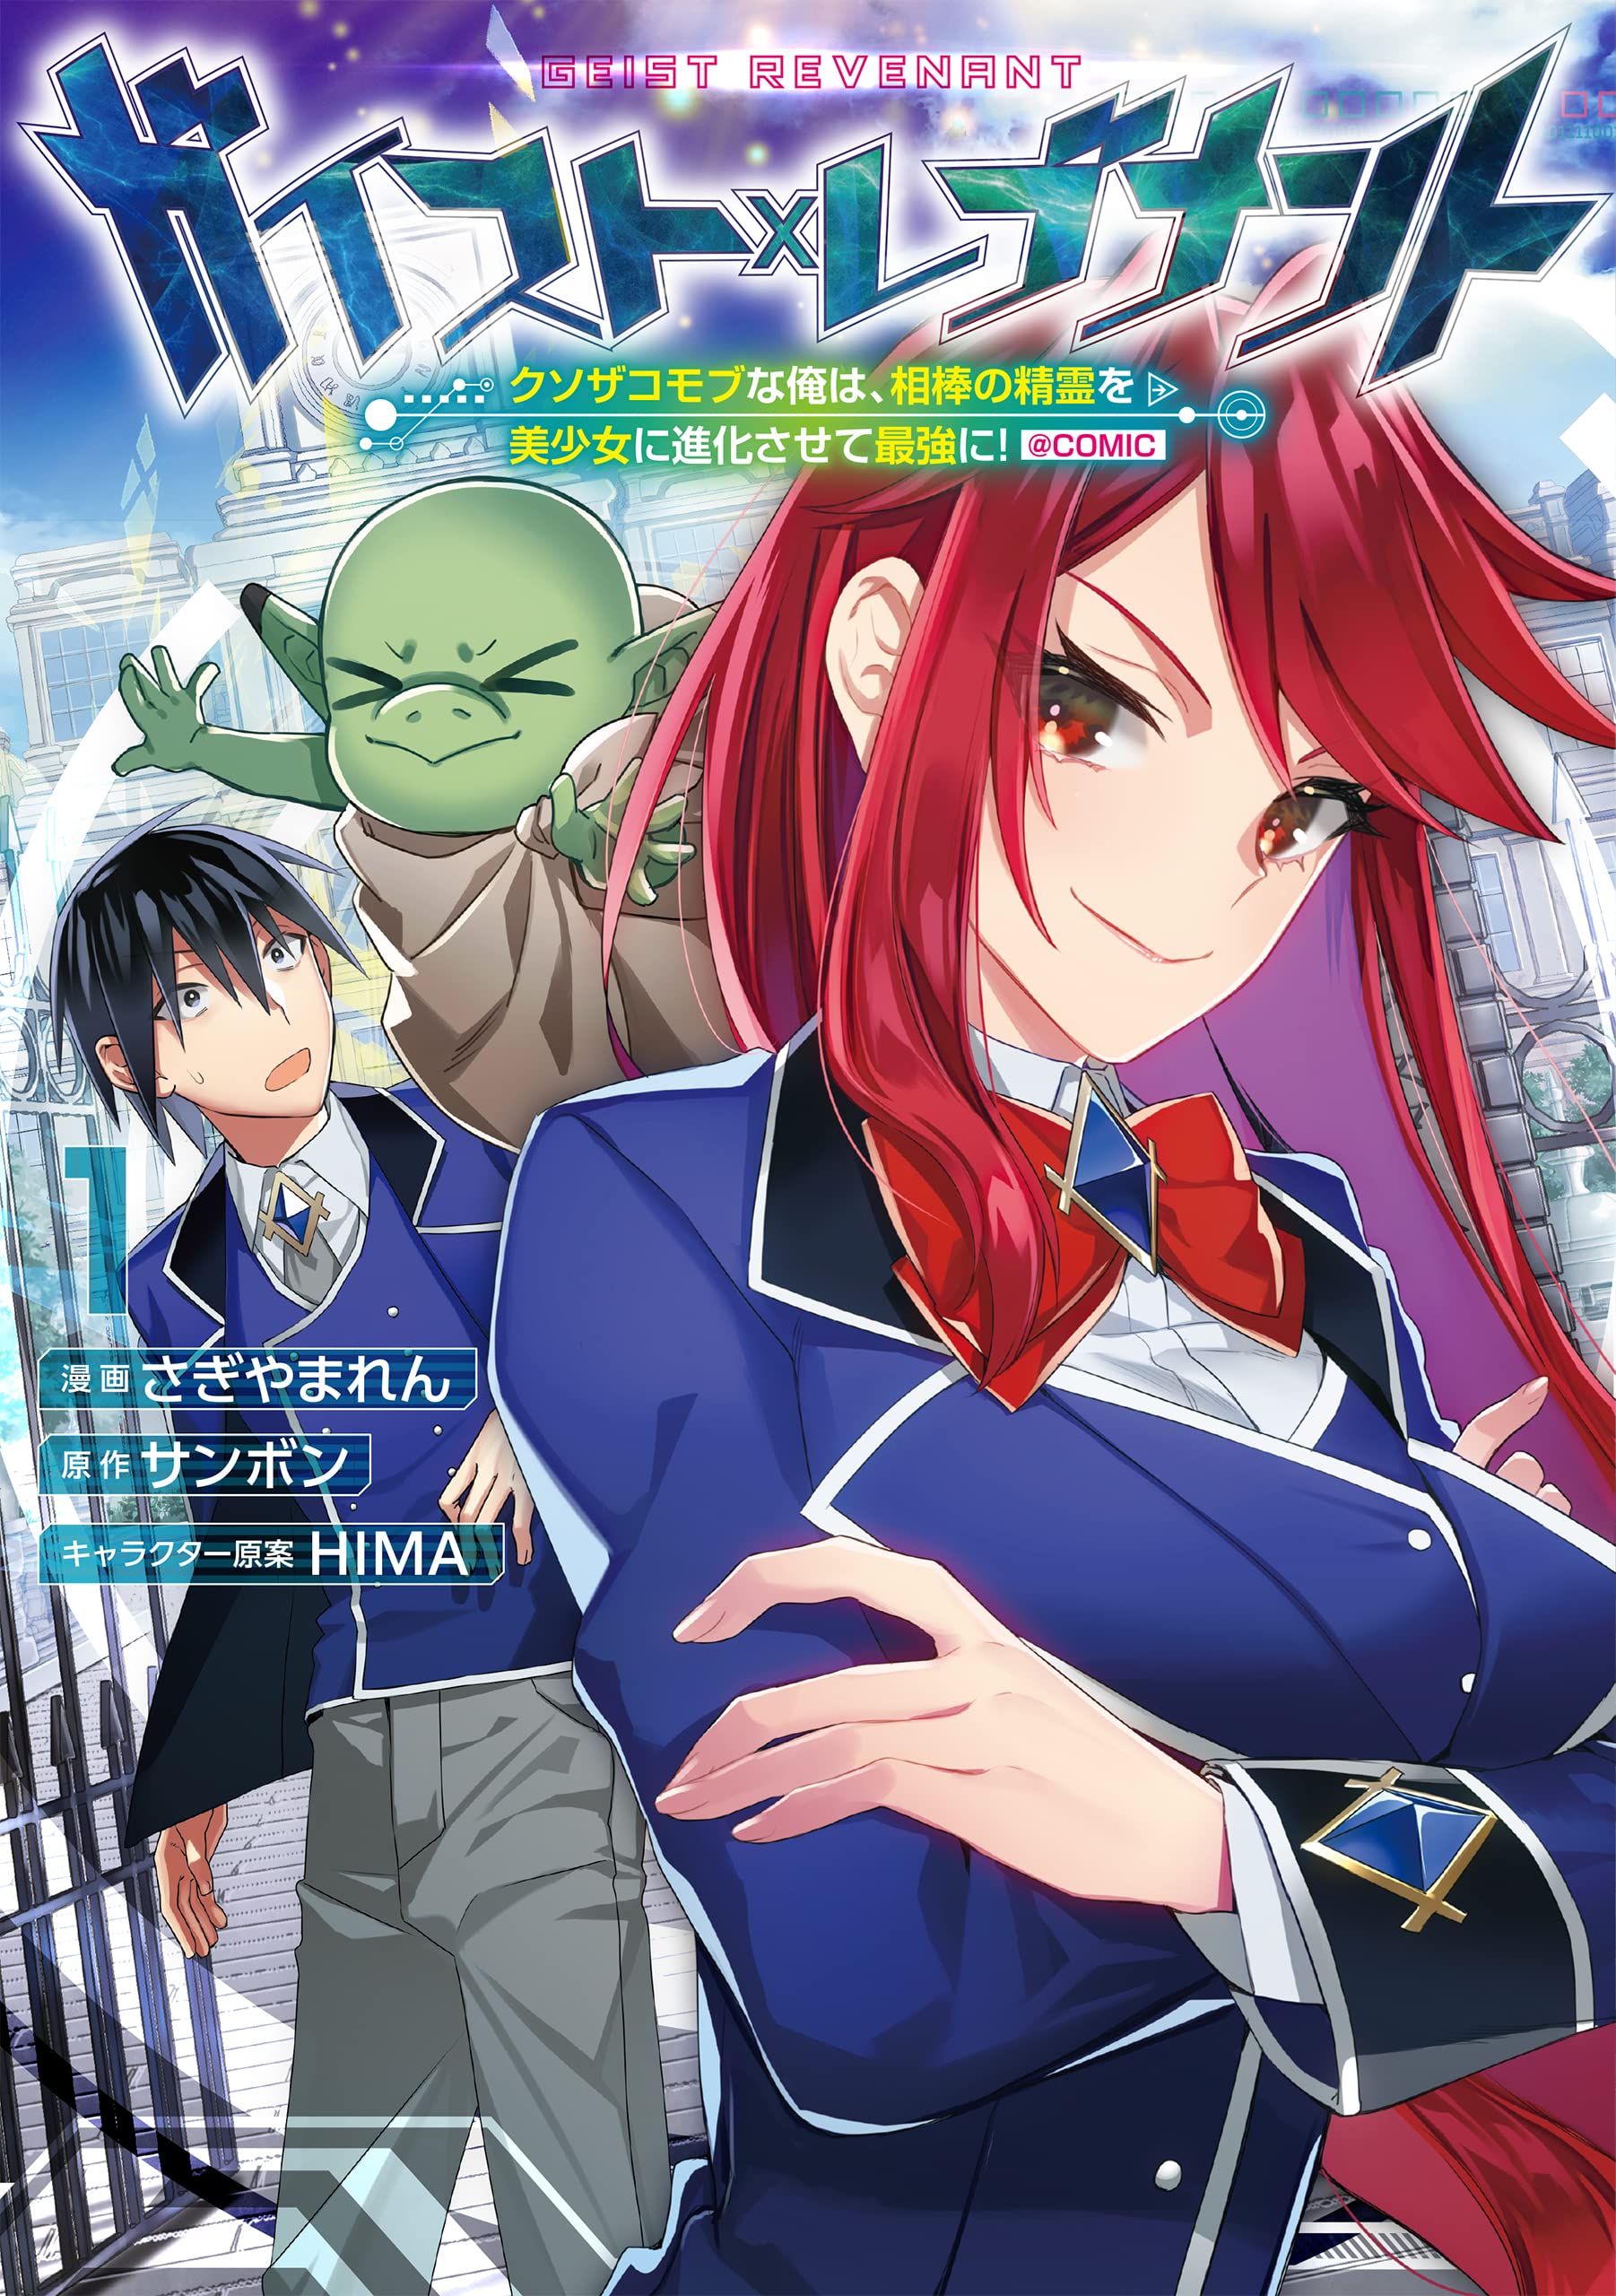 GEIST REVENANT
ガイスト×レブナント
クソザコモブな俺は、相棒の精霊を
美少女に進化させて最強に! @COMIC
1
漫画 さぎやまれん
原作 サンボン
キャラクター原案 HIMA